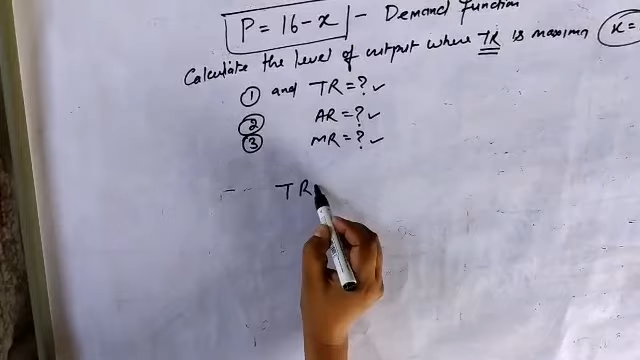 P = 16 - x - Demand function
Calculate the level of output where TR is maximum x =
① and TR = ? ✓
② AR = ? ✓
③ MR = ? ✓
TR